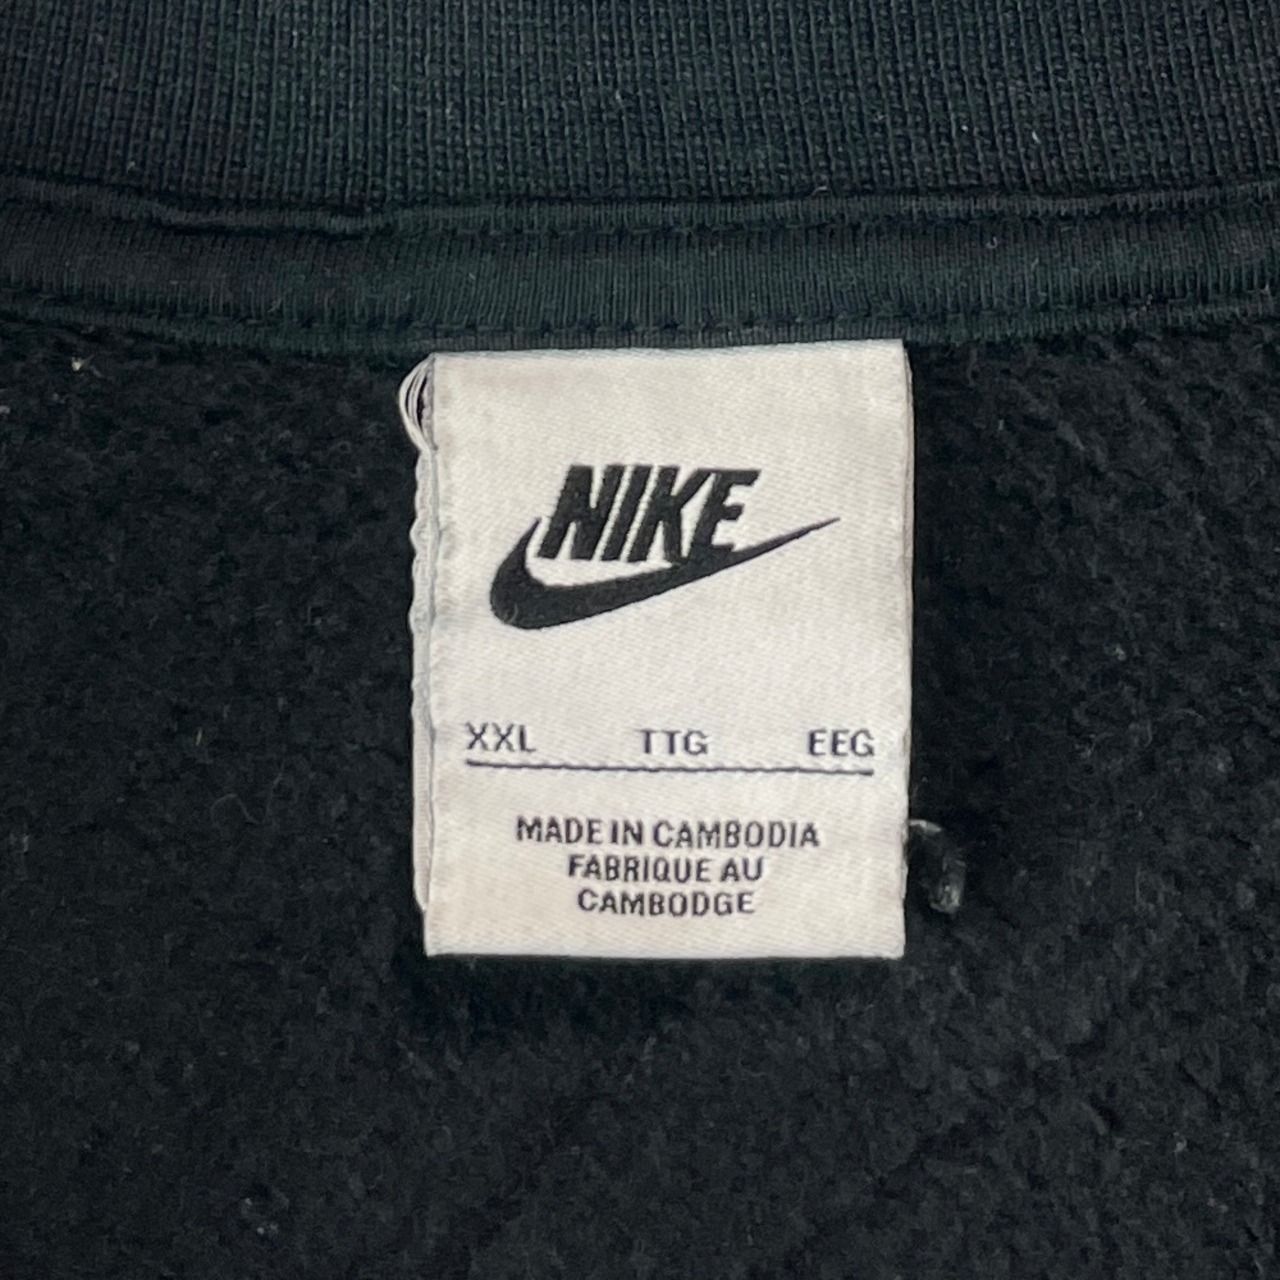 NIKE
XXL TTG EEG
MADE IN CAMBODIA
FABRIQUE AU
CAMBODGE